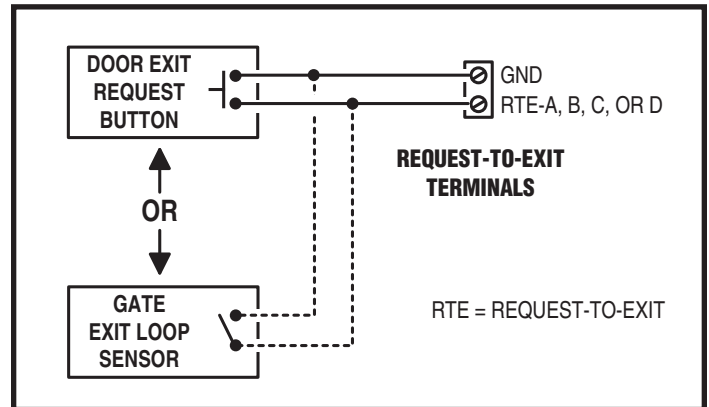 DOOR EXIT
REQUEST
BUTTON
GND
RTE-A, B, C, OR D
REQUEST-TO-EXIT
TERMINALS
OR
GATE
EXIT LOOP
SENSOR
RTE = REQUEST-TO-EXIT